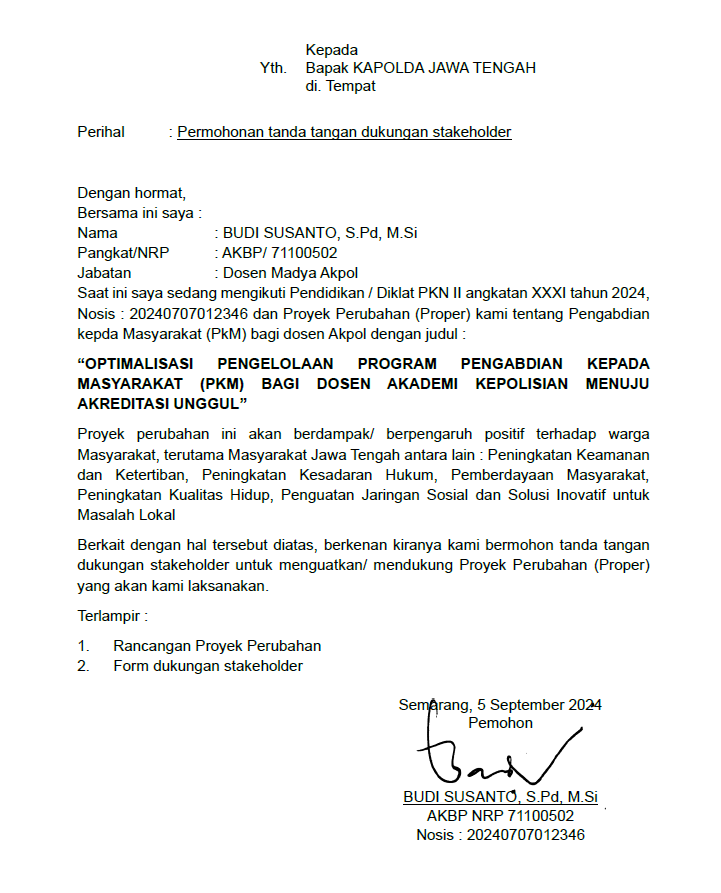 Kepada
Yth. Bapak KAPOLDA JAWA TENGAH
di. Tempat
Perihal : Permohonan tanda tangan dukungan stakeholder
Dengan hormat,
Bersama ini saya :
Nama : BUDI SUSANTO, S.Pd, M.Si
Pangkat/NRP : AKBP/ 71100502
Jabatan : Dosen Madya Akpol
Saat ini saya sedang mengikuti Pendidikan / Diklat PKN II angkatan XXXI tahun 2024,
Nosis : 20240707012346 dan Proyek Perubahan (Proper) kami tentang Pengabdian
kepda Masyarakat (PkM) bagi dosen Akpol dengan judul :
“OPTIMALISASI PENGELOLAAN PROGRAM PENGABDIAN KEPADA
MASYARAKAT (PKM) BAGI DOSEN AKADEMI KEPOLISIAN MENUJU
AKREDITASI UNGGUL”
Proyek perubahan ini akan berdampak/ berpengaruh positif terhadap warga
Masyarakat, terutama Masyarakat Jawa Tengah antara lain : Peningkatan Keamanan
dan Ketertiban, Peningkatan Kesadaran Hukum, Pemberdayaan Masyarakat,
Peningkatan Kualitas Hidup, Penguatan Jaringan Sosial dan Solusi Inovatif untuk
Masalah Lokal
Berkait dengan hal tersebut diatas, berkenan kiranya kami bermohon tanda tangan
dukungan stakeholder untuk menguatkan/ mendukung Proyek Perubahan (Proper)
yang akan kami laksanakan.
Terlampir :
1. Rancangan Proyek Perubahan
2. Form dukungan stakeholder
Semarang, 5 September 2024
Pemohon
BUDI SUSANTO, S.Pd, M.Si
AKBP NRP 71100502
Nosis : 20240707012346